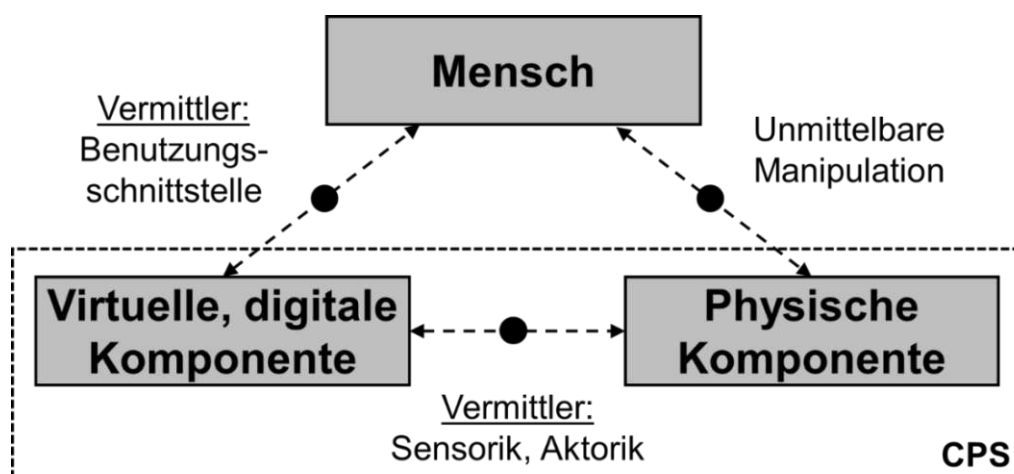 Mensch
Vermittler:
Benutzungs-
schnittstelle
Unmittelbare
Manipulation
Virtuelle, digitale
Komponente
Physische
Komponente
Vermittler:
Sensorik, Aktorik
CPS